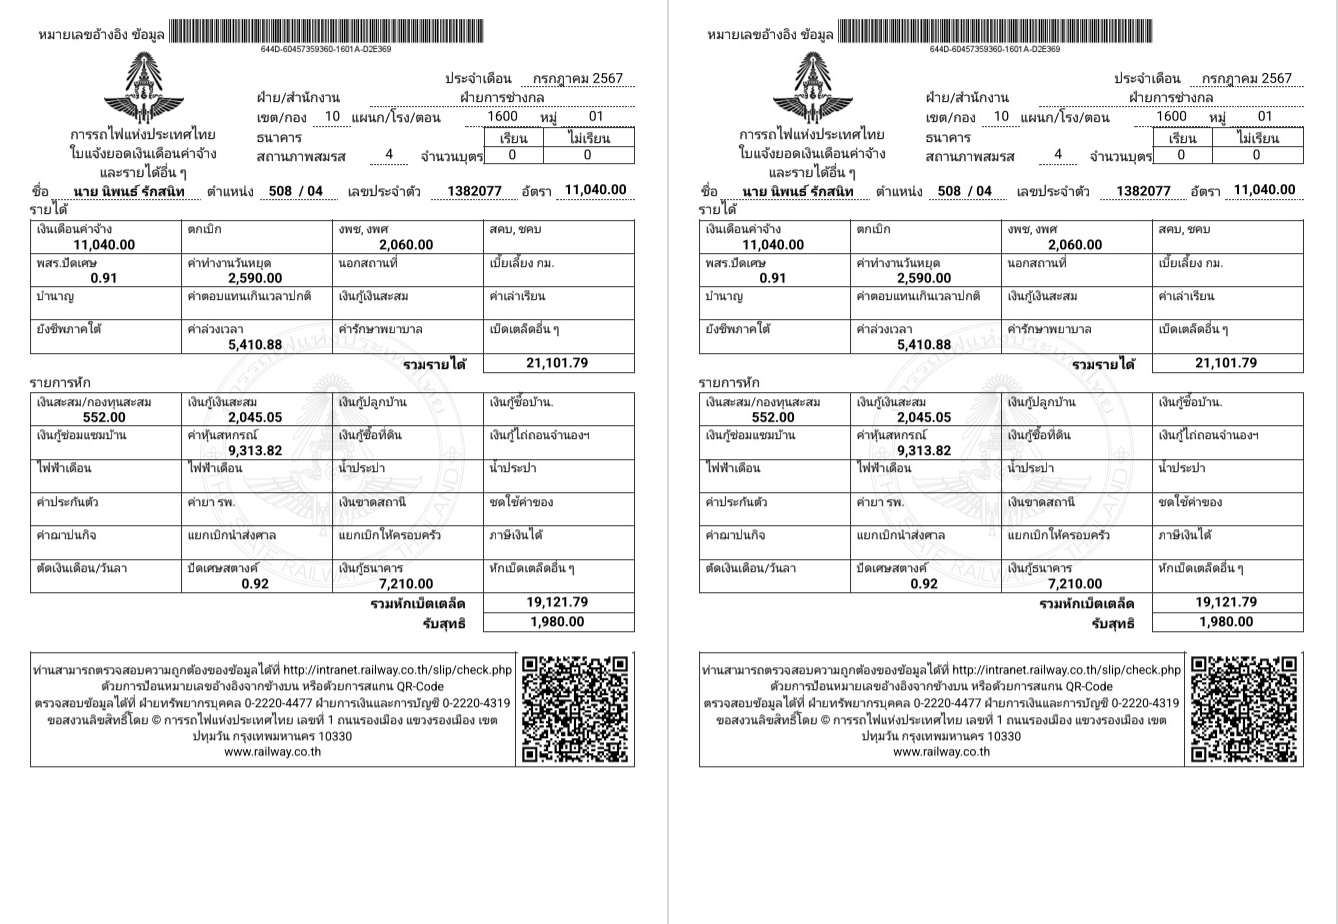 หมายเลขอ้างอิง ข้อมูล
644D-60457359360-1601A-D2E369
ประจำเดือน กรกฎาคม 2567
ฝ่าย/สำนักงาน ฝ่ายการช่างกล
เขต/กอง 10 แผนก/โรง/ตอน 1600 หมู่ 01
การรถไฟแห่งประเทศไทย
ธนาคาร เรียน ไม่เรียน
ใบแจ้งยอดเงินเดือนค่าจ้าง
สถานภาพสมรส 4 จำนวนบุตร 0 0
และรายได้อื่น ๆ
ชื่อ นาย นิพนธ์ รักสนิท ตำแหน่ง 508 / 04 เลขประจำตัว 1382077 อัตรา 11,040.00
รายได้
เงินเดือนค่าจ้าง ตกเบิก งพช, งพศ สคบ, ชคบ
11,040.00 2,060.00
พสร.ปัดเศษ ค่าทำงานวันหยุด นอกสถานที่ เบี้ยเลี้ยง กม.
0.91 2,590.00
บำนาญ ค่าตอบแทนเกินเวลาปกติ เงินกู้เงินสะสม ค่าเล่าเรียน
ยังชีพภาคใต้ ค่าล่วงเวลา ค่ารักษาพยาบาล เบ็ดเตล็ดอื่น ๆ
5,410.88
รวมรายได้ 21,101.79
รายการหัก
เงินสะสม/กองทุนสะสม เงินกู้เงินสะสม เงินกู้ปลูกบ้าน เงินกู้ซื้อบ้าน.
552.00 2,045.05
เงินกู้ซ่อมแซมบ้าน ค่าหุ้นสหกรณ์ เงินกู้ซื้อที่ดิน เงินกู้ไถ่ถอนจำนองฯ
9,313.82
ไฟฟ้าเดือน ไฟฟ้าเดือน น้ำประปา น้ำประปา
ค่าประกันตัว ค่ายา รพ. เงินขาดสถานี ชดใช้ค่าของ
ค่าฌาปนกิจ แยกเบิกนำส่งศาล แยกเบิกให้ครอบครัว ภาษีเงินได้
ตัดเงินเดือน/วันลา ปัดเศษสตางค์ เงินกู้ธนาคาร หักเบ็ดเตล็ดอื่น ๆ
0.92 7,210.00
รวมหักเบ็ตเตล็ด 19,121.79
รับสุทธิ 1,980.00
ท่านสามารถตรวจสอบความถูกต้องของข้อมูลได้ที่ http://intranet.railway.co.th/slip/check.php
ด้วยการป้อนหมายเลขอ้างอิงจากข้างบน หรือด้วยการสแกน QR-Code
ตรวจสอบข้อมูลได้ที่ ฝ่ายทรัพยากรบุคคล 0-2220-4477 ฝ่ายการเงินและการบัญชี 0-2220-4319
ขอสงวนลิขสิทธิ์โดย © การรถไฟแห่งประเทศไทย เลขที่ 1 ถนนรองเมือง แขวงรองเมือง เขต
ปทุมวัน กรุงเทพมหานคร 10330
www.railway.co.th
หมายเลขอ้างอิง ข้อมูล
644D-60457359360-1601A-D2E369
ประจำเดือน กรกฎาคม 2567
ฝ่าย/สำนักงาน ฝ่ายการช่างกล
เขต/กอง 10 แผนก/โรง/ตอน 1600 หมู่ 01
การรถไฟแห่งประเทศไทย
ธนาคาร เรียน ไม่เรียน
ใบแจ้งยอดเงินเดือนค่าจ้าง
สถานภาพสมรส 4 จำนวนบุตร 0 0
และรายได้อื่น ๆ
ชื่อ นาย นิพนธ์ รักสนิท ตำแหน่ง 508 / 04 เลขประจำตัว 1382077 อัตรา 11,040.00
รายได้
เงินเดือนค่าจ้าง ตกเบิก งพช, งพศ สคบ, ชคบ
11,040.00 2,060.00
พสร.ปัดเศษ ค่าทำงานวันหยุด นอกสถานที่ เบี้ยเลี้ยง กม.
0.91 2,590.00
บำนาญ ค่าตอบแทนเกินเวลาปกติ เงินกู้เงินสะสม ค่าเล่าเรียน
ยังชีพภาคใต้ ค่าล่วงเวลา ค่ารักษาพยาบาล เบ็ดเตล็ดอื่น ๆ
5,410.88
รวมรายได้ 21,101.79
รายการหัก
เงินสะสม/กองทุนสะสม เงินกู้เงินสะสม เงินกู้ปลูกบ้าน เงินกู้ซื้อบ้าน.
552.00 2,045.05
เงินกู้ซ่อมแซมบ้าน ค่าหุ้นสหกรณ์ เงินกู้ซื้อที่ดิน เงินกู้ไถ่ถอนจำนองฯ
9,313.82
ไฟฟ้าเดือน ไฟฟ้าเดือน น้ำประปา น้ำประปา
ค่าประกันตัว ค่ายา รพ. เงินขาดสถานี ชดใช้ค่าของ
ค่าฌาปนกิจ แยกเบิกนำส่งศาล แยกเบิกให้ครอบครัว ภาษีเงินได้
ตัดเงินเดือน/วันลา ปัดเศษสตางค์ เงินกู้ธนาคาร หักเบ็ดเตล็ดอื่น ๆ
0.92 7,210.00
รวมหักเบ็ตเตล็ด 19,121.79
รับสุทธิ 1,980.00
ท่านสามารถตรวจสอบความถูกต้องของข้อมูลได้ที่ http://intranet.railway.co.th/slip/check.php
ด้วยการป้อนหมายเลขอ้างอิงจากข้างบน หรือด้วยการสแกน QR-Code
ตรวจสอบข้อมูลได้ที่ ฝ่ายทรัพยากรบุคคล 0-2220-4477 ฝ่ายการเงินและการบัญชี 0-2220-4319
ขอสงวนลิขสิทธิ์โดย © การรถไฟแห่งประเทศไทย เลขที่ 1 ถนนรองเมือง แขวงรองเมือง เขต
ปทุมวัน กรุงเทพมหานคร 10330
www.railway.co.th